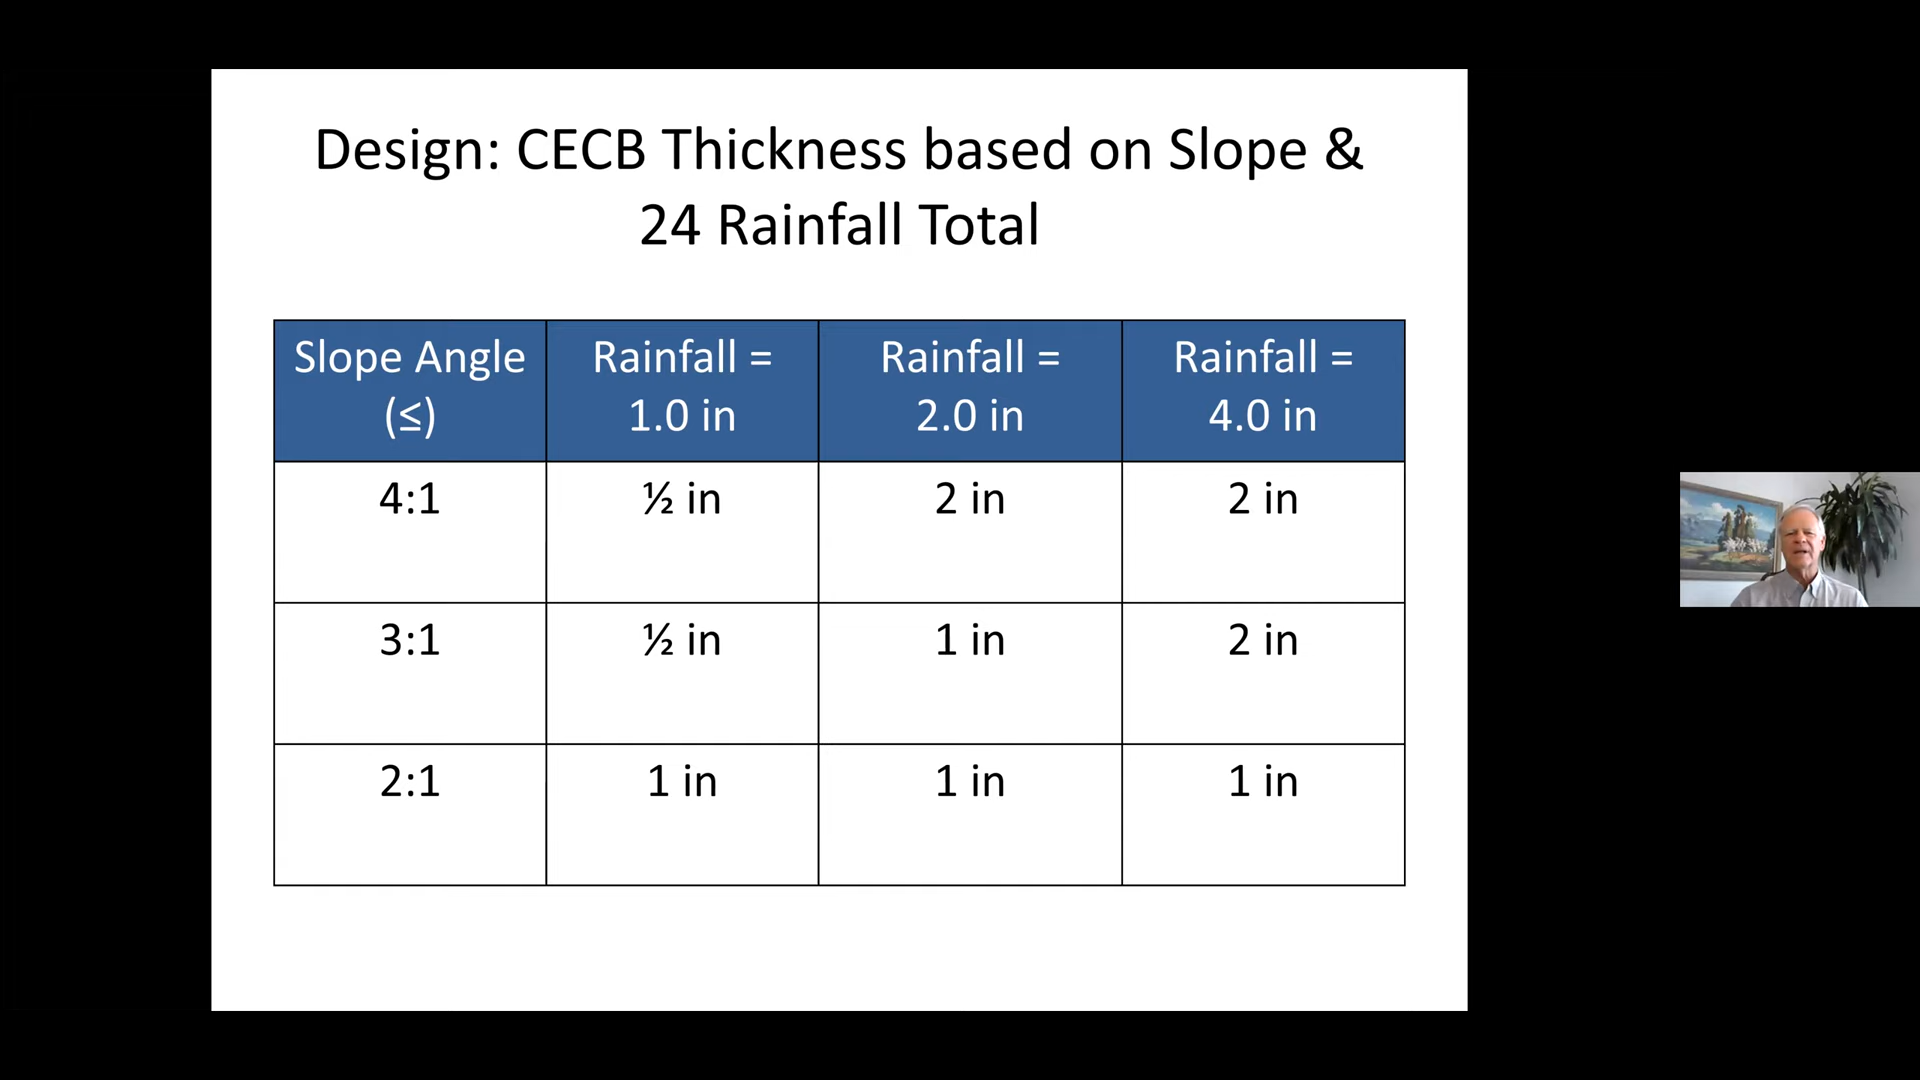 Design: CECB Thickness based on Slope &
24 Rainfall Total
Slope Angle (≤) Rainfall = 1.0 in Rainfall = 2.0 in Rainfall = 4.0 in
4:1 ½ in 2 in 2 in
3:1 ½ in 1 in 2 in
2:1 1 in 1 in 1 in